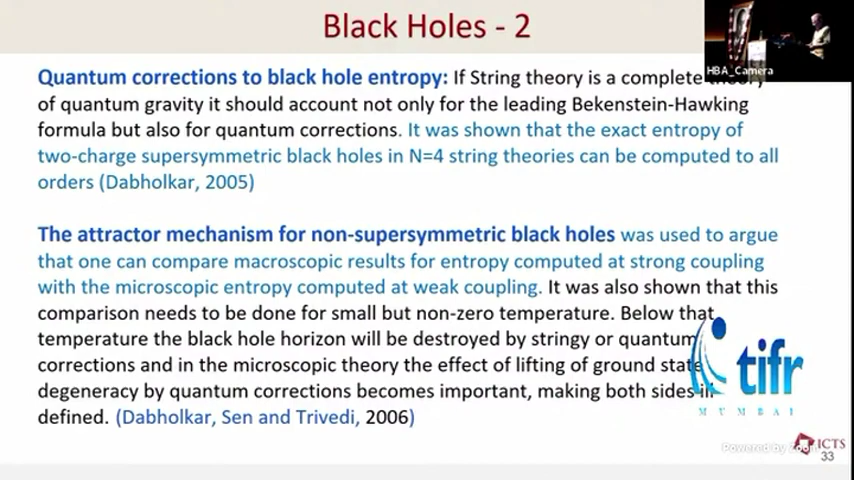 Black Holes - 2
HBA_Camera
Quantum corrections to black hole entropy: If String theory is a complete theory
of quantum gravity it should account not only for the leading Bekenstein-Hawking
formula but also for quantum corrections. It was shown that the exact entropy of
two-charge supersymmetric black holes in N=4 string theories can be computed to all
orders (Dabholkar, 2005)
The attractor mechanism for non-supersymmetric black holes was used to argue
that one can compare macroscopic results for entropy computed at strong coupling
with the microscopic entropy computed at weak coupling. It was also shown that this
comparison needs to be done for small but non-zero temperature. Below that
temperature the black hole horizon will be destroyed by stringy or quantum
corrections and in the microscopic theory the effect of lifting of ground state
degeneracy by quantum corrections becomes important, making both sides ill
defined. (Dabholkar, Sen and Trivedi, 2006)
tifr
MUMBAI
Powered by Zoom
ICTS
33